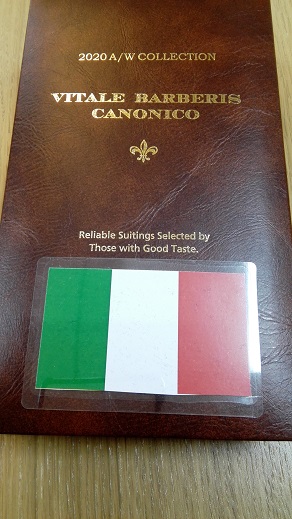 2020 A/W COLLECTION
VITALE BARBERIS
CANONICO
Reliable Suitings Selected by
Those with Good Taste.